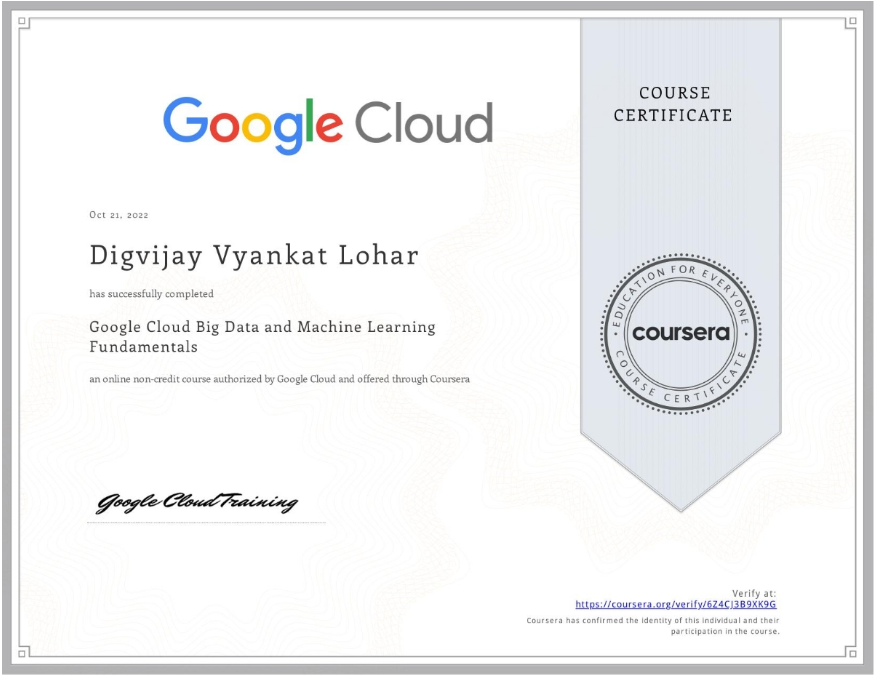 Google Cloud
COURSE
CERTIFICATE
Oct 21, 2022
Digvijay Vyankat Lohar
has successfully completed
Google Cloud Big Data and Machine Learning
Fundamentals
an online non-credit course authorized by Google Cloud and offered through Coursera
EDUCATION FOR EVERYONE
coursera
COURSE CERTIFICATE
Google Cloud Training
Verify at:
https://coursera.org/verify/6Z4CJ3B9XK9G
Coursera has confirmed the identity of this individual and their
participation in the course.